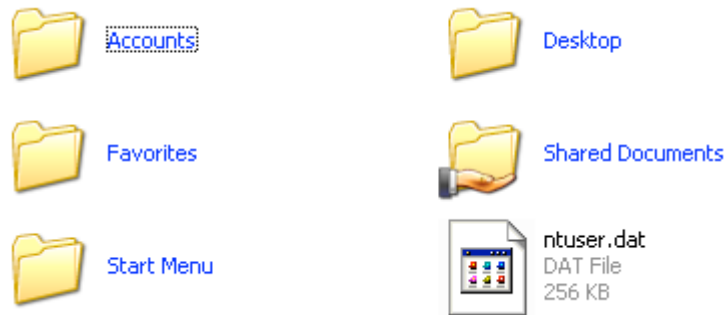 Accounts
Desktop
Favorites
Shared Documents
Start Menu
ntuser.dat
DAT File
256 KB